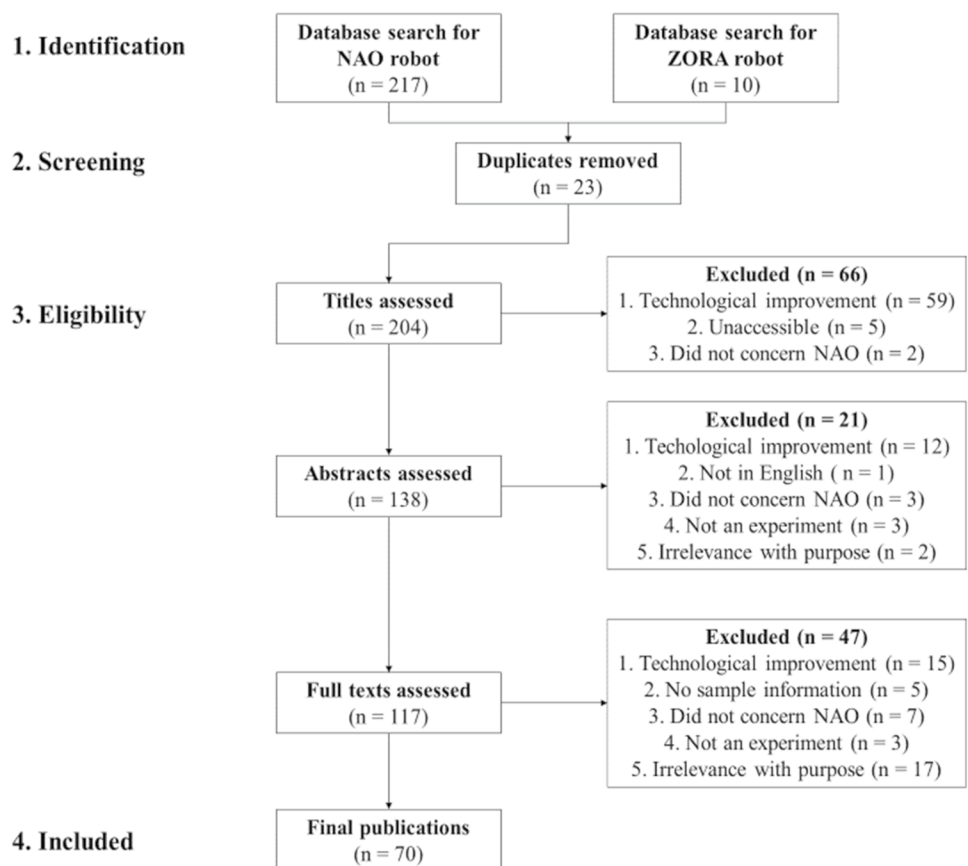 1. Identification
Database search for
NAO robot
(n = 217)
Database search for
ZORA robot
(n = 10)
2. Screening
Duplicates removed
(n = 23)
3. Eligibility
Titles assessed
(n = 204)
Excluded (n = 66)
1. Technological improvement (n = 59)
2. Unaccessible (n = 5)
3. Did not concern NAO (n = 2)
Abstracts assessed
(n = 138)
Excluded (n = 21)
1. Techological improvement (n = 12)
2. Not in English ( n = 1)
3. Did not concern NAO (n = 3)
4. Not an experiment (n = 3)
5. Irrelevance with purpose (n = 2)
Full texts assessed
(n = 117)
Excluded (n = 47)
1. Technological improvement (n = 15)
2. No sample information (n = 5)
3. Did not concern NAO (n = 7)
4. Not an experiment (n = 3)
5. Irrelevance with purpose (n = 17)
4. Included
Final publications
(n = 70)